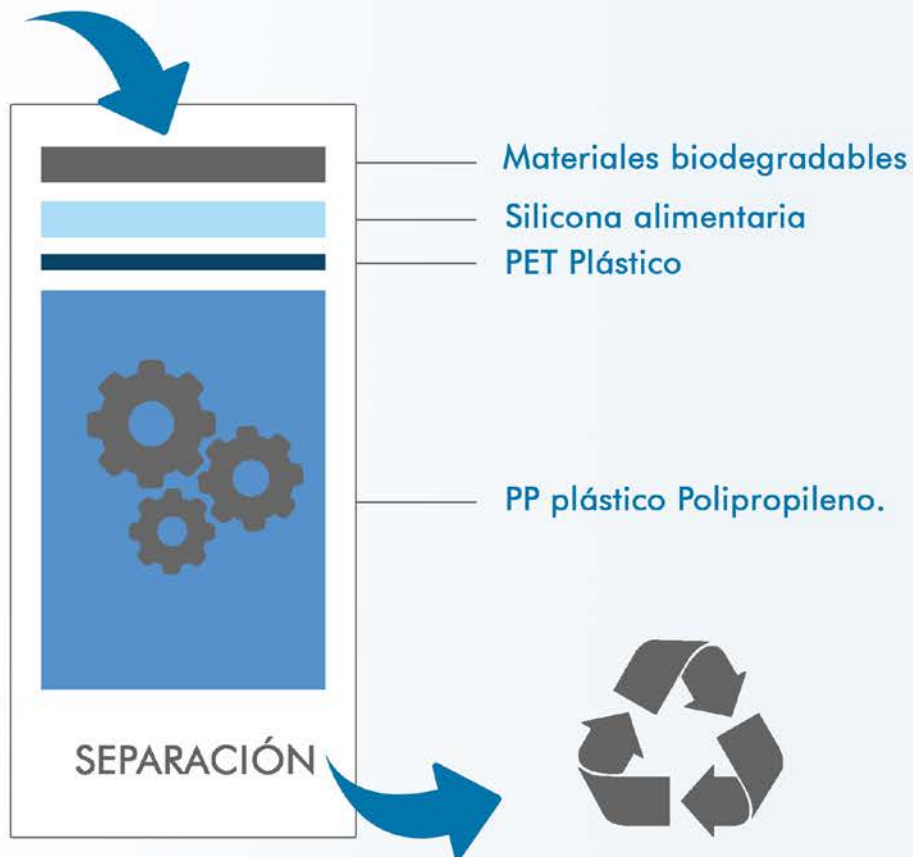 Materiales biodegradables
Silicona alimentaria
PET Plástico
PP plástico Polipropileno.
SEPARACIÓN